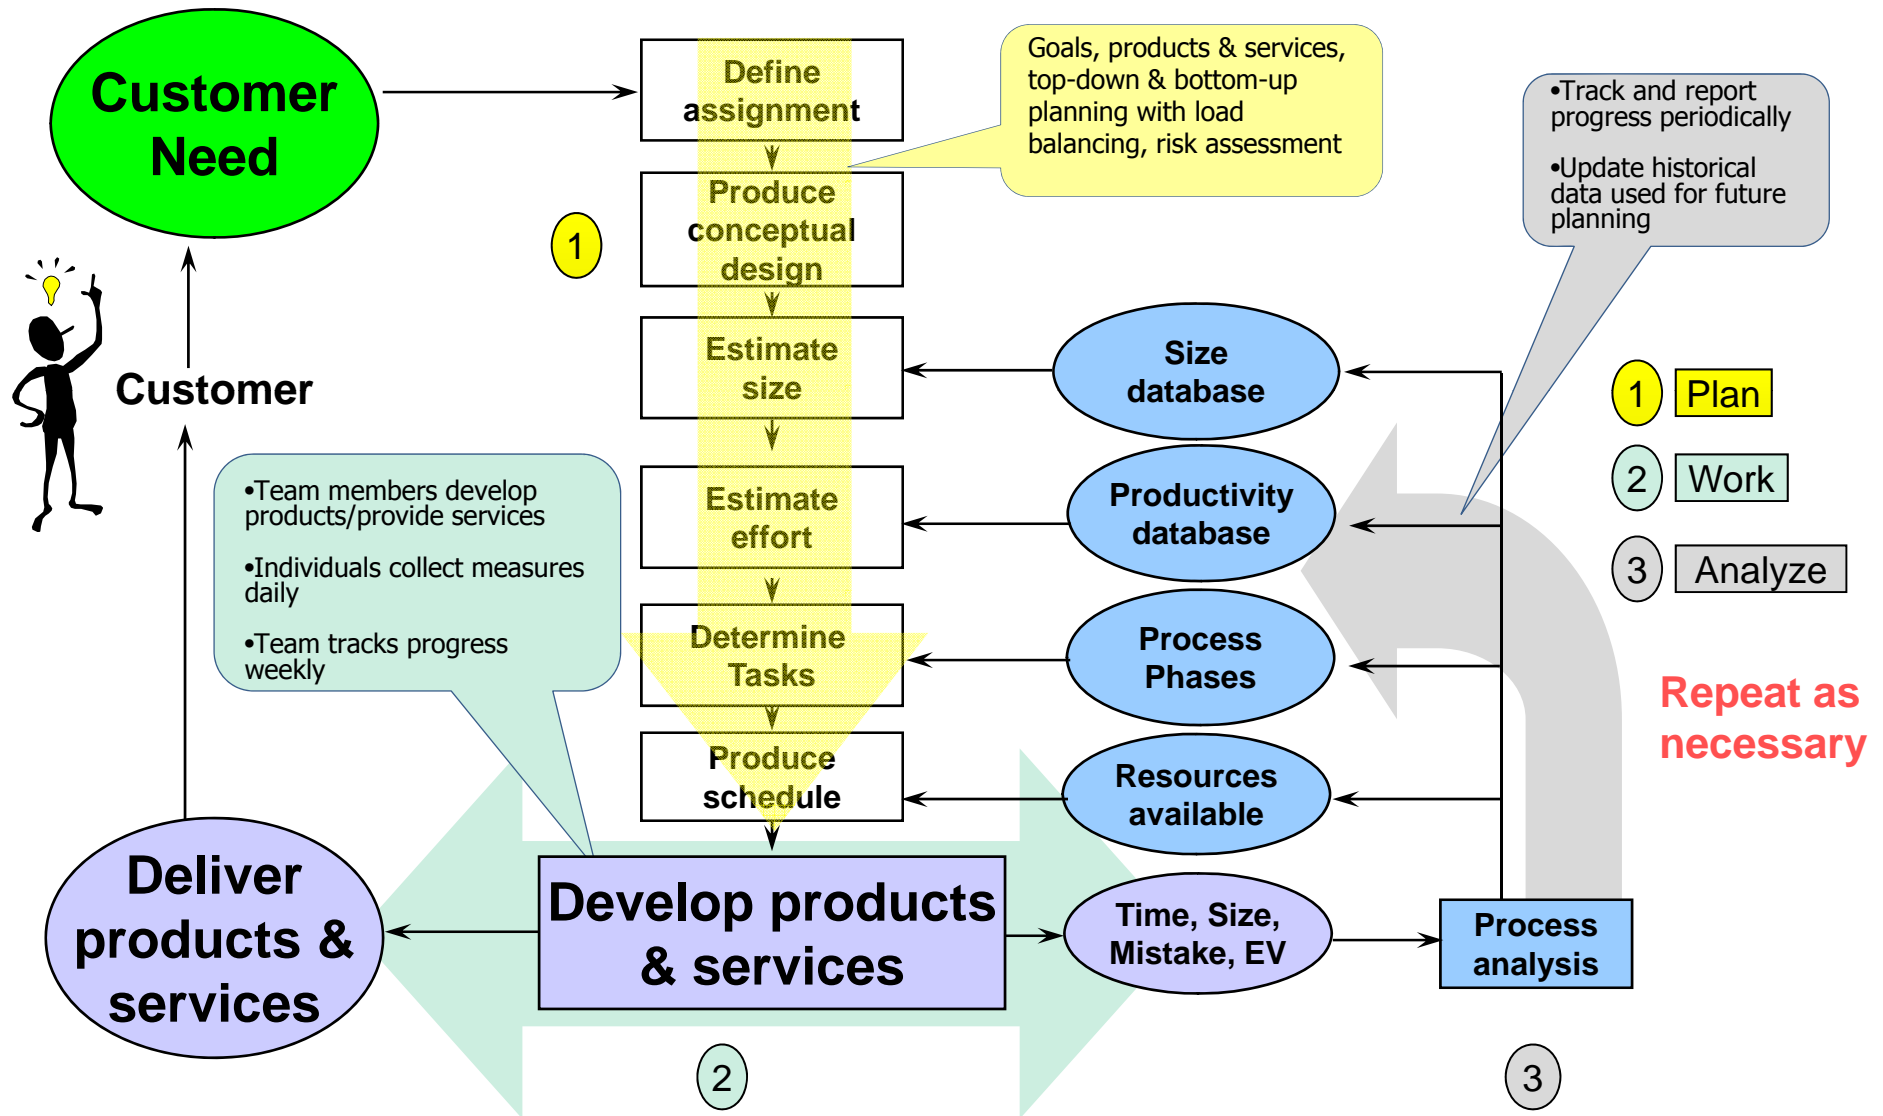 Customer
Need
Define
assignment
Goals, products & services,
top-down & bottom-up
planning with load
balancing, risk assessment
•Track and report
progress periodically
•Update historical
data used for future
planning
Produce
conceptual
design
1
Estimate
size
Size
database
Customer
1 Plan
•Team members develop
products/provide services
•Individuals collect measures
daily
•Team tracks progress
weekly
Estimate
effort
Productivity
database
2 Work
3 Analyze
Determine
Tasks
Process
Phases
Repeat as
necessary
Produce
schedule
Resources
available
Deliver
products &
services
Develop products
& services
Time, Size,
Mistake, EV
Process
analysis
2
3